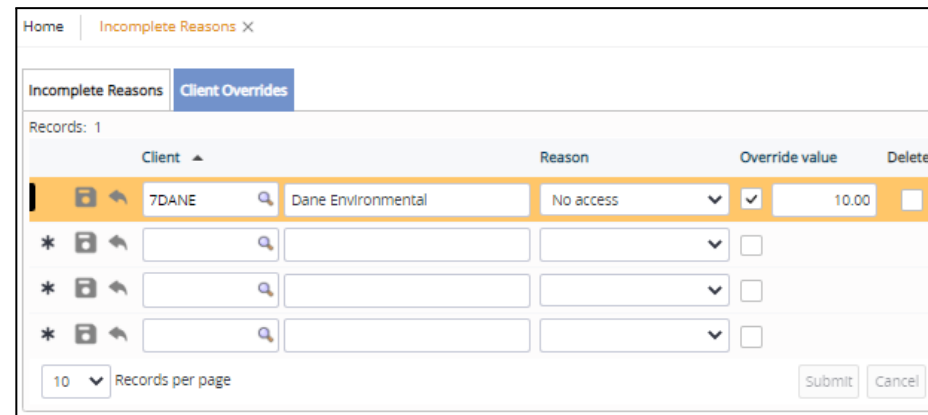 Home Incomplete Reasons ×
Incomplete Reasons Client Overrides
Records: 1
Client Reason Override value Delete
7DANE Dane Environmental No access 10.00
*
*
*
10 Records per page Submit Cancel